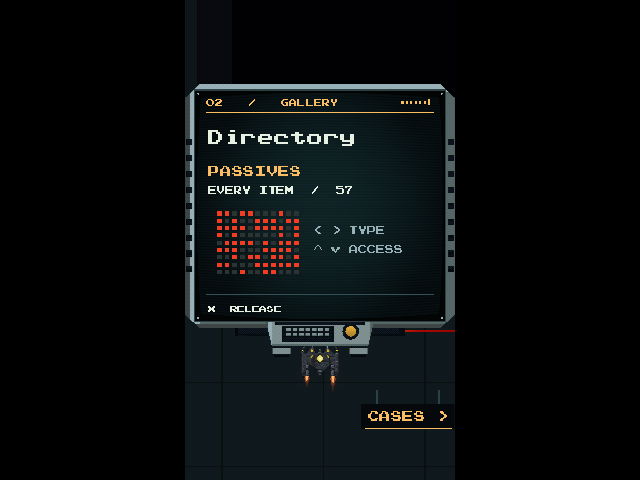 02 / GALLERY
Directory
PASSIVES
EVERY ITEM / 57
< > TYPE
^ v ACCESS
× RELEASE
CASES >